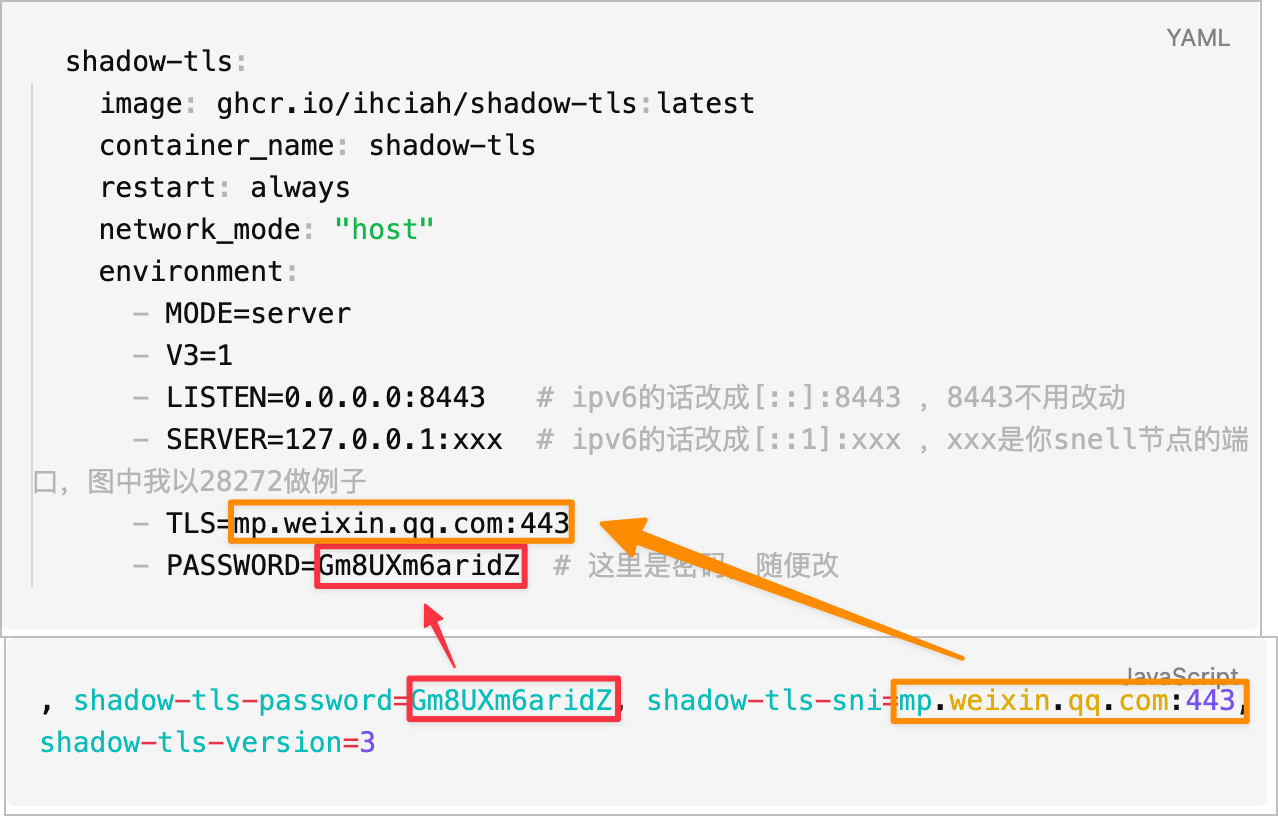 YAML
shadow-tls:
image: ghcr.io/ihciah/shadow-tls:latest
container_name: shadow-tls
restart: always
network_mode: "host"
environment:
- MODE=server
- V3=1
- LISTEN=0.0.0.0:8443 # ipv6的话改成[::]:8443 ，8443不用改动
- SERVER=127.0.0.1:xxx # ipv6的话改成[::1]:xxx ，xxx是你snell节点的端
口，图中我以28272做例子
- TLS=mp.weixin.qq.com:443
- PASSWORD=Gm8UXm6aridZ # 这里是密码，随便改
JavaScript
, shadow-tls-password=Gm8UXm6aridZ, shadow-tls-sni=mp.weixin.qq.com:443,
shadow-tls-version=3